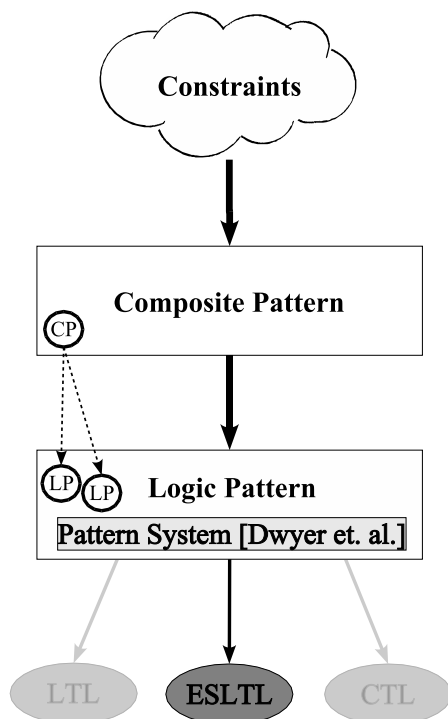 Constraints
Composite Pattern
CP
LP
LP
Logic Pattern
Pattern System [Dwyer et. al.]
LTL
ESLTL
CTL